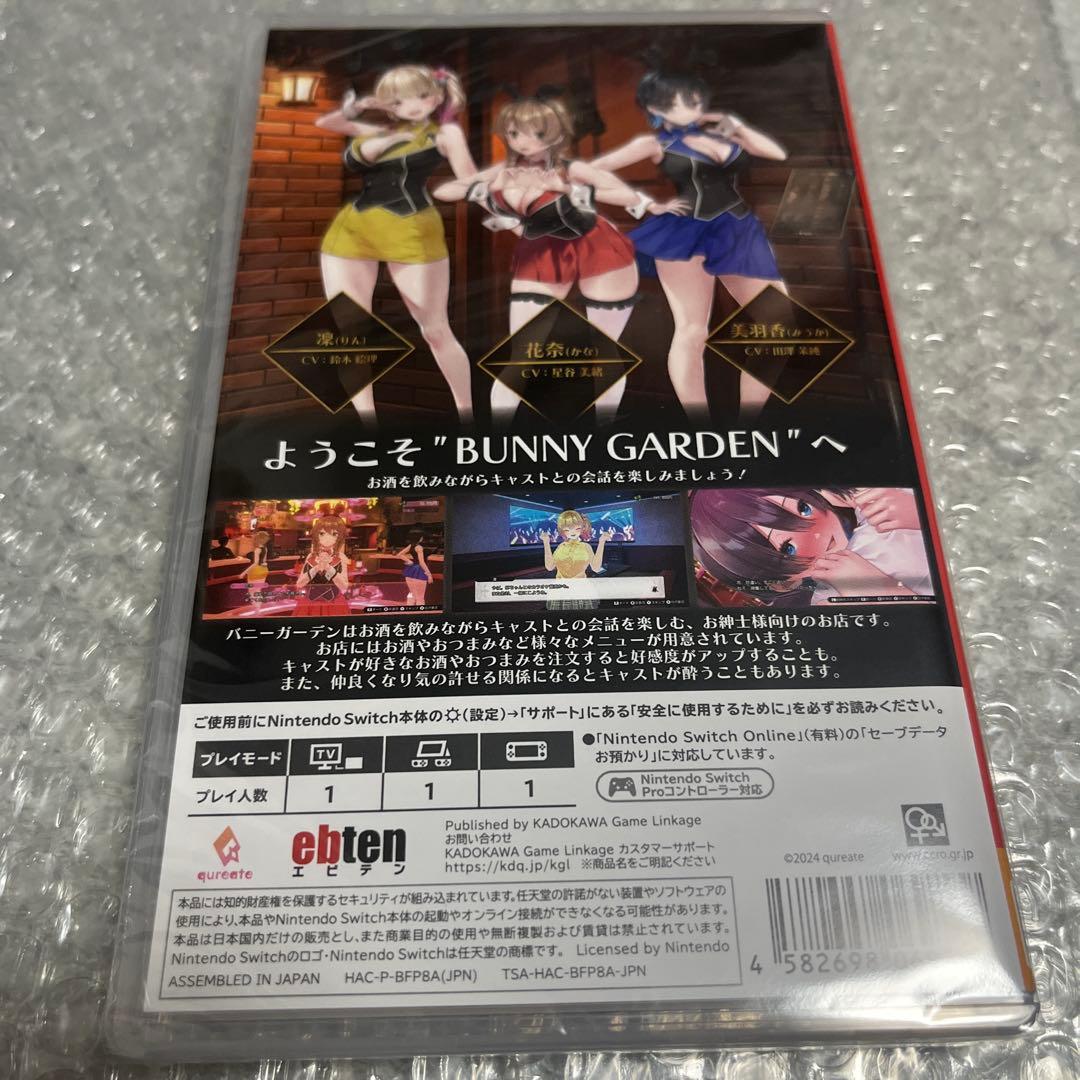 凜(りん)
CV:鈴木 絵理
花奈(かな)
CV:星谷 美緒
美羽香(みうか)
CV:田澤 茉純
ようこそ"BUNNY GARDEN"へ
お酒を飲みながらキャストとの会話を楽しみましょう!
バニーガーデンはお酒を飲みながらキャストとの会話を楽しむ、お紳士様向けのお店です。
お店にはお酒やおつまみなど様々なメニューが用意されています。
キャストが好きなお酒やおつまみを注文すると好感度がアップすることも。
また、仲良くなり気の許せる関係になるとキャストが酔うこともあります。
ご使用前にNintendo Switch本体の(設定)→「サポート」にある「安全に使用するために」を必ずお読みください。
プレイモード TV
プレイ人数 1 1 1
●「Nintendo Switch Online」(有料)の「セーブデータ
お預かり」に対応しています。
Nintendo Switch
Proコントローラー対応
qureate
ebten
エビテン
Published by KADOKAWA Game Linkage
お問い合わせ
KADOKAWA Game Linkage カスタマーサポート
https://kdq.jp/kgl ※商品名をご明記ください
©2024 qureate
www.cero.gr.jp
本品には知的財産権を保護するセキュリティが組み込まれています。任天堂の許諾がない装置やソフトウェアの
使用により、本品やNintendo Switch本体の起動やオンライン接続ができなくなる可能性があります。
本品は日本国内だけの販売とし、また商業目的の使用や無断複製および賃貸は禁止されています。
Nintendo Switchのロゴ・Nintendo Switchは任天堂の商標です。 Licensed by Nintendo
ASSEMBLED IN JAPAN HAC-P-BFP8A(JPN) TSA-HAC-BFP8A-JPN
4 582698